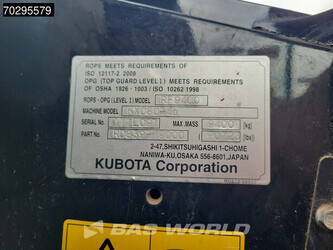 70295579
ROPS MEETS REQUIREMENTS OF
ISO 12117-2, 2008
OPG (TOP GUARD LEVEL I) MEETS REQUIREMENTS
OF OSHA 1926 - 1003 / ISO 10262 1998
ROPS - OPG (LEVEL I) MODEL
MACHINE MODEL
SERIAL NO. MAX.MASS
PART NO.
2-47, SHIKITSUHIGASHI 1-CHOME
NANIWA-KU, OSAKA 556-8601, JAPAN
KUBOTA Corporation
BAS World